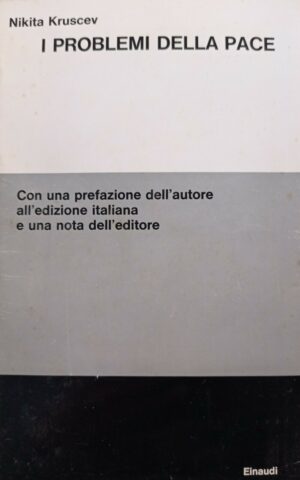 Nikita Kruscev
I PROBLEMI DELLA PACE
Con una prefazione dell'autore
all'edizione italiana
e una nota dell'editore
Einaudi